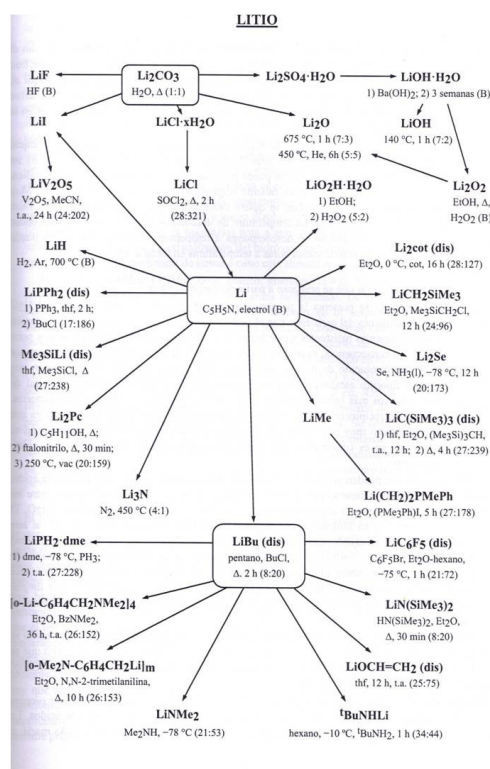 LITIO
LiF
HF (B)
Li2CO3
H2O, Δ (1:1)
Li2SO4·H2O
LiOH·H2O
1) Ba(OH)2; 2) 3 semanas (B)
LiI
LiCl·xH2O
Li2O
675 °C, 1 h (7:3)
450 °C, He, 6h (5:5)
LiOH
140 °C, 1 h (7:2)
LiV2O5
V2O5, MeCN,
t.a., 24 h (24:202)
LiCl
SOCl2, Δ, 2 h
(28:321)
LiO2H·H2O
1) EtOH;
2) H2O2 (5:2)
Li2O2
EtOH, Δ,
H2O2 (B)
LiH
H2, Ar, 700 °C (B)
Li2cot (dis)
Et2O, 0 °C, cot, 16 h (28:127)
LiPPh2 (dis)
1) PPh3, thf, 2 h;
2) tBuCl (17:186)
Li
C5H5N, electrol (B)
LiCH2SiMe3
Et2O, Me3SiCH2Cl,
12 h (24:96)
Me3SiLi (dis)
thf, Me3SiCl, Δ
(27:238)
Li2Se
Se, NH3(l), −78 °C, 12 h
(20:173)
Li2Pc
1) C5H11OH, Δ;
2) ftalonitrilo, Δ, 30 min;
3) 250 °C, vac (20:159)
LiMe
LiC(SiMe3)3 (dis)
1) thf, Et2O, (Me3Si)3CH,
t.a., 12 h; 2) Δ, 4 h (27:239)
Li3N
N2, 450 °C (4:1)
Li(CH2)2PMePh
Et2O, (PMe3Ph)I, 5 h (27:178)
LiPH2·dme
1) dme, −78 °C, PH3;
2) t.a.
(27:228)
LiBu (dis)
pentano, BuCl,
Δ. 2 h (8:20)
LiC6F5 (dis)
C6F5Br, Et2O-hexano,
−75 °C, 1 h (21:72)
[o-Li-C6H4CH2NMe2]4
Et2O, BzNMe2,
36 h, t.a. (26:152)
LiN(SiMe3)2
HN(SiMe3)2, Et2O,
Δ, 30 min (8:20)
[o-Me2N-C6H4CH2Li]m
Et2O, N,N-2-trimetilanilina,
Δ, 10 h (26:153)
LiOCH=CH2 (dis)
thf, 12 h, t.a. (25:75)
LiNMe2
Me2NH, −78 °C (21:53)
tBuNHLi
hexano, −10 °C, tBuNH2, 1 h (34:44)